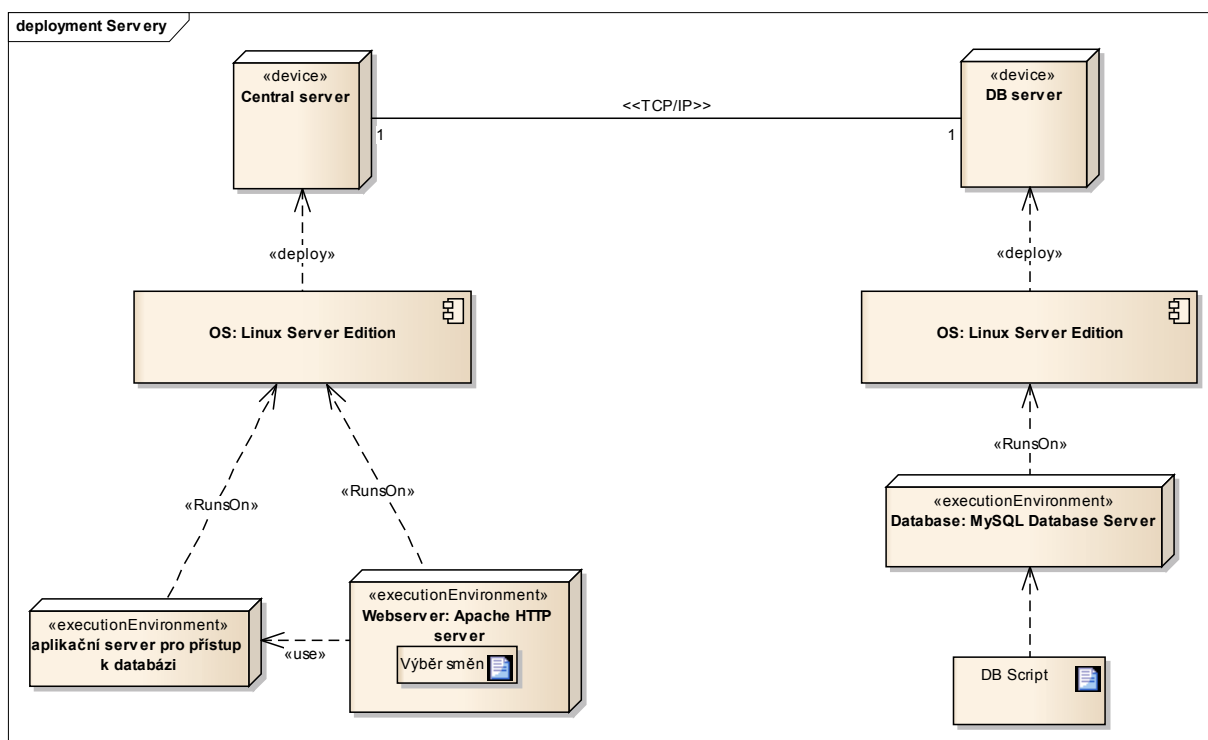 deployment Servery
«device»
Central server
«device»
DB server
<<TCP/IP>>
1
1
«deploy»
«deploy»
OS: Linux Server Edition
OS: Linux Server Edition
«RunsOn»
«RunsOn»
«RunsOn»
«executionEnvironment»
Database: MySQL Database Server
«executionEnvironment»
aplikační server pro přístup
k databázi
«use»
«executionEnvironment»
Webserver: Apache HTTP
server
Výběr směn
DB Script